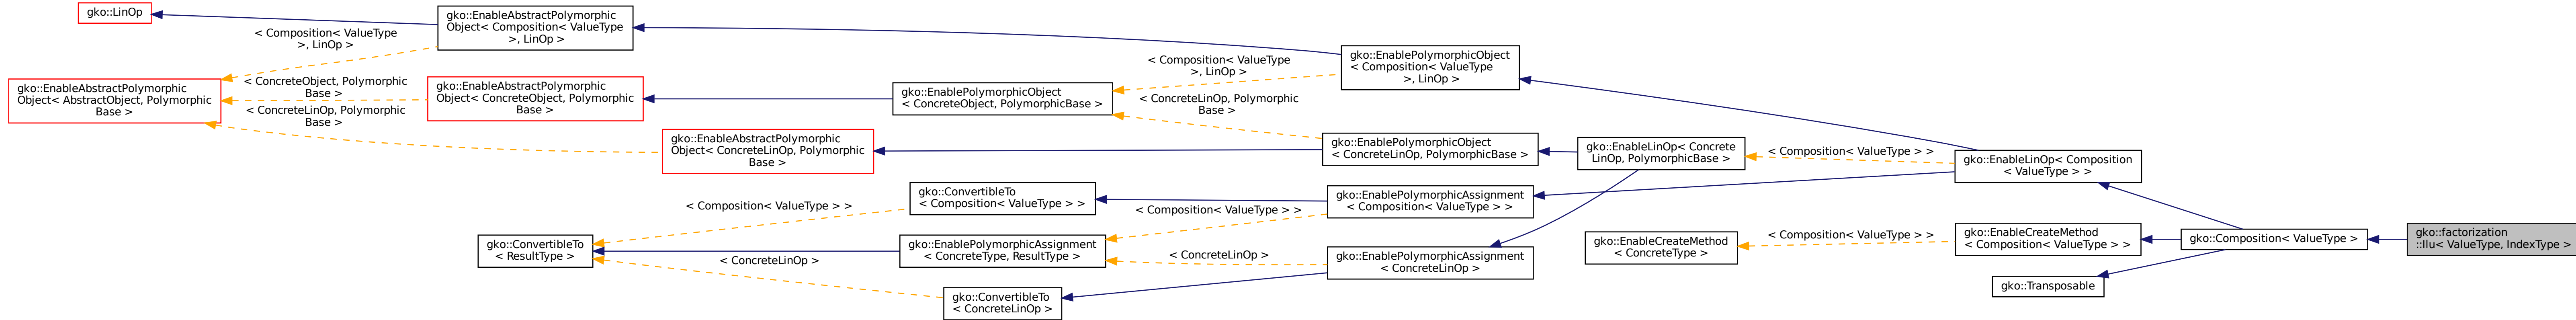 gko::LinOp
gko::EnableAbstractPolymorphic
Object< Composition< ValueType
>, LinOp >
< Composition< ValueType
>, LinOp >
gko::EnableAbstractPolymorphic
Object< AbstractObject, Polymorphic
Base >
< ConcreteObject, Polymorphic
Base >
< ConcreteLinOp, Polymorphic
Base >
gko::EnableAbstractPolymorphic
Object< ConcreteObject, Polymorphic
Base >
gko::EnableAbstractPolymorphic
Object< ConcreteLinOp, Polymorphic
Base >
gko::EnablePolymorphicObject
< ConcreteObject, PolymorphicBase >
< Composition< ValueType
>, LinOp >
< ConcreteLinOp, Polymorphic
Base >
gko::EnablePolymorphicObject
< Composition< ValueType
>, LinOp >
gko::EnablePolymorphicObject
< ConcreteLinOp, PolymorphicBase >
gko::EnableLinOp< Concrete
LinOp, PolymorphicBase >
< Composition< ValueType > >
gko::EnableLinOp< Composition
< ValueType > >
gko::ConvertibleTo
< Composition< ValueType > >
< Composition< ValueType > >
gko::EnablePolymorphicAssignment
< Composition< ValueType > >
< Composition< ValueType > >
gko::ConvertibleTo
< ResultType >
gko::EnablePolymorphicAssignment
< ConcreteType, ResultType >
< ConcreteLinOp >
< ConcreteLinOp >
gko::EnablePolymorphicAssignment
< ConcreteLinOp >
gko::ConvertibleTo
< ConcreteLinOp >
gko::EnableCreateMethod
< ConcreteType >
< Composition< ValueType > >
gko::EnableCreateMethod
< Composition< ValueType > >
gko::Transposable
gko::Composition< ValueType >
gko::factorization
::Ilu< ValueType, IndexType >